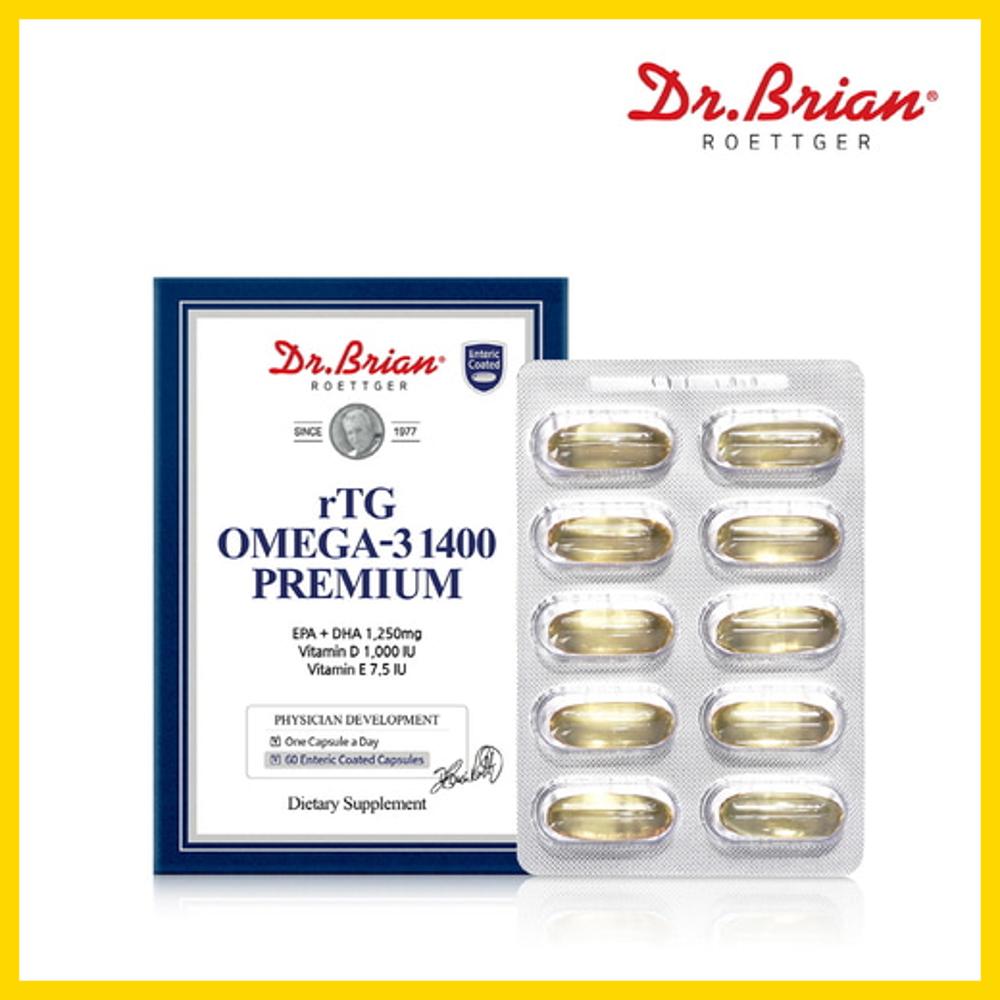 Dr.Brian®
ROETTGER
Dr.Brian®
ROETTGER
Enteric
Coated
SINCE 1977
rTG
OMEGA-3 1400
PREMIUM
EPA + DHA 1,250mg
Vitamin D 1,000 IU
Vitamin E 7,5 IU
PHYSICIAN DEVELOPMENT
One Capsule a Day
60 Enteric Coated Capsules
Dietary Supplement